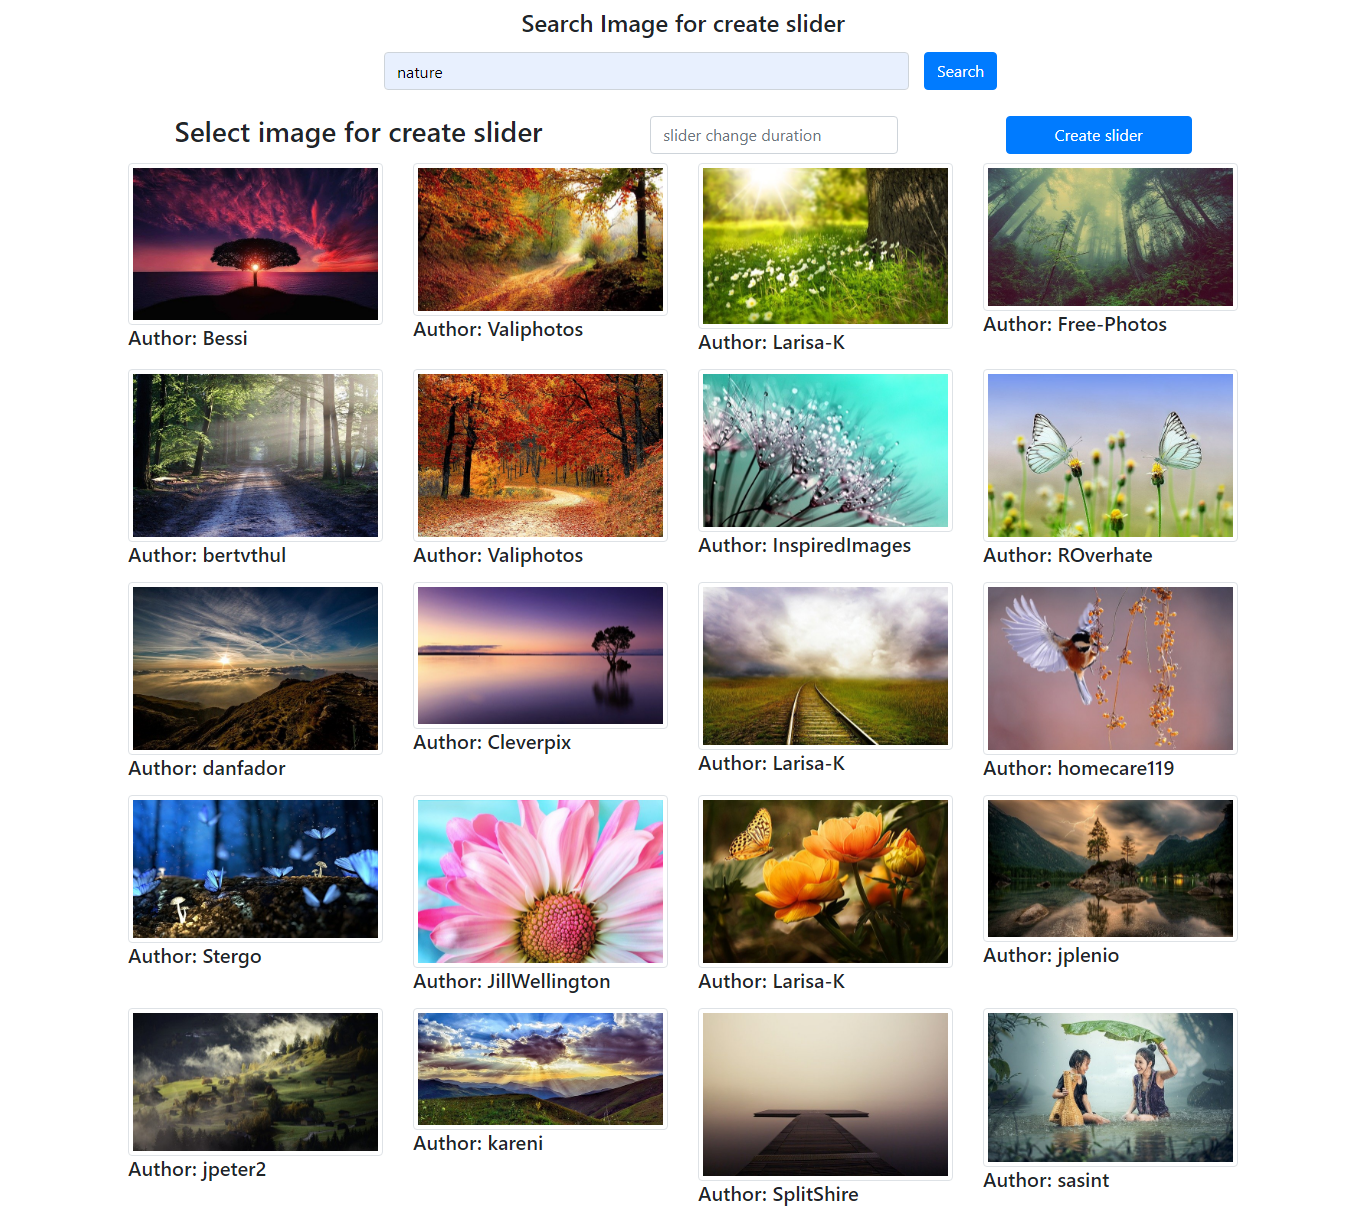 Search Image for create slider
nature
Search
Select image for create slider
slider change duration
Create slider
Author: Bessi
Author: Valiphotos
Author: Larisa-K
Author: Free-Photos
Author: bertvthul
Author: Valiphotos
Author: InspiredImages
Author: ROverhate
Author: danfador
Author: Cleverpix
Author: Larisa-K
Author: homecare119
Author: Stergo
Author: JillWellington
Author: Larisa-K
Author: jplenio
Author: jpeter2
Author: kareni
Author: SplitShire
Author: sasint